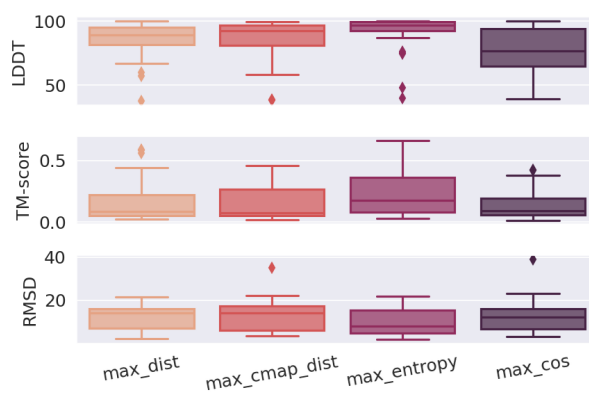 LDDT
100
50
TM-score
0.5
0.0
RMSD
40
20
max_dist
max_cmap_dist
max_entropy
max_cos